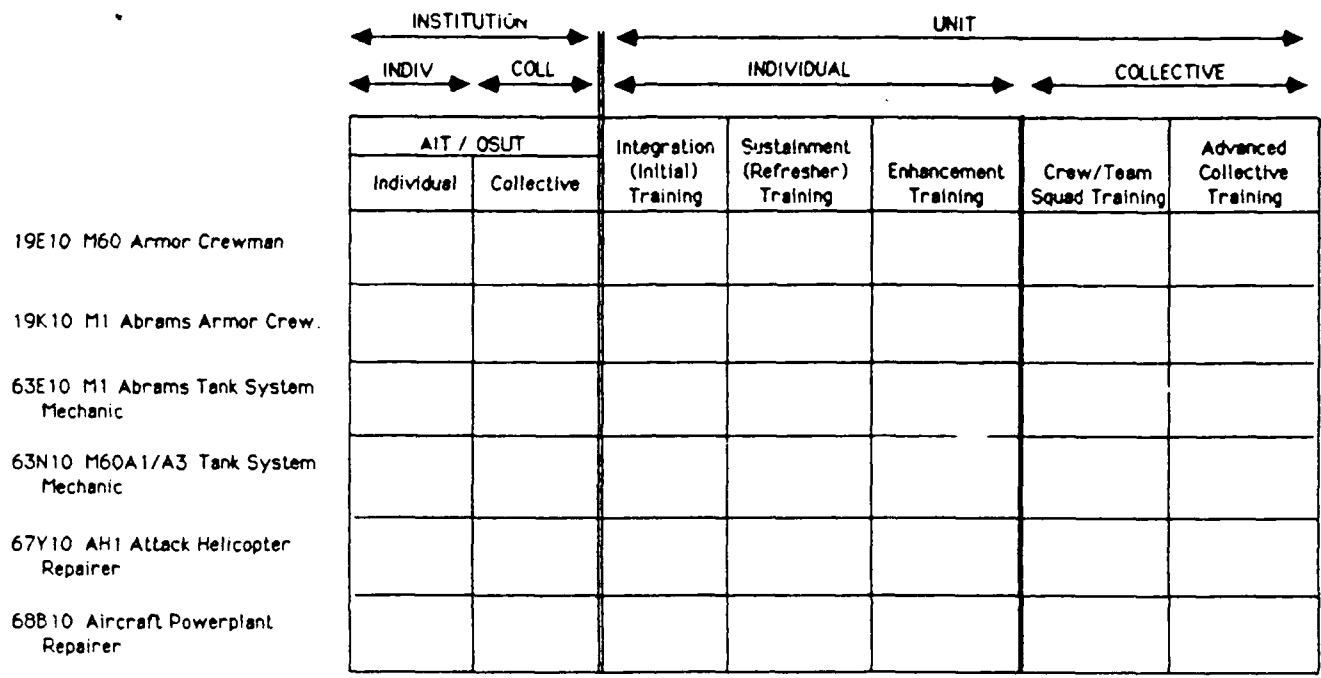 INSTITUTION UNIT
INDIV COLL INDIVIDUAL COLLECTIVE
AIT / OSUT
Individual Collective
Integration
(Initial)
Training
Sustainment
(Refresher)
Training
Enhancement
Training
Crew/Team
Squad Training
Advanced
Collective
Training
19E10 M60 Armor Crewman
19K10 M1 Abrams Armor Crew.
63E10 M1 Abrams Tank System
Mechanic
63N10 M60A1/A3 Tank System
Mechanic
67Y10 AH1 Attack Helicopter
Repairer
68B10 Aircraft Powerplant
Repairer